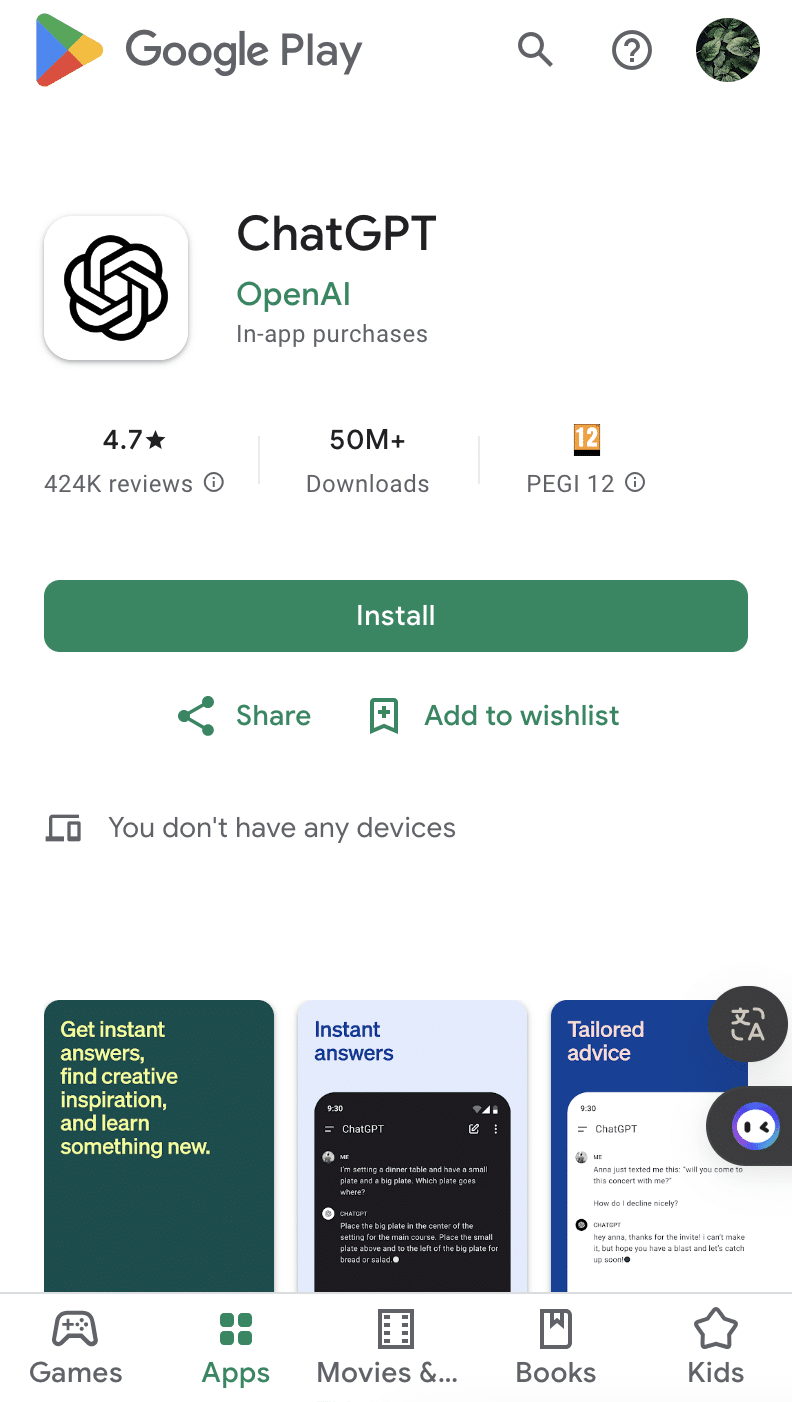 Google Play
ChatGPT
OpenAI
In-app purchases
4.7★
424K reviews
50M+
Downloads
12
PEGI 12
Install
Share
Add to wishlist
You don't have any devices
Get instant
answers,
find creative
inspiration,
and learn
something new.
Instant
answers
9:30
ChatGPT
ME
I'm setting a dinner table and have a small
plate and a big plate. Which plate goes
where?
CHATGPT
Place the big plate in the center of the
setting for the main course. Place the small
plate above and to the left of the big plate for
bread or salad.
Tailored
advice
9:30
ChatGPT
ME
Anna just texted me this: "will you come to
this concert with me?"
How do I decline nicely?
CHATGPT
hey anna, thanks for the invite! i can't make
it, but hope you have a blast and let's catch
up soon!
文A
Games
Apps
Movies &...
Books
Kids